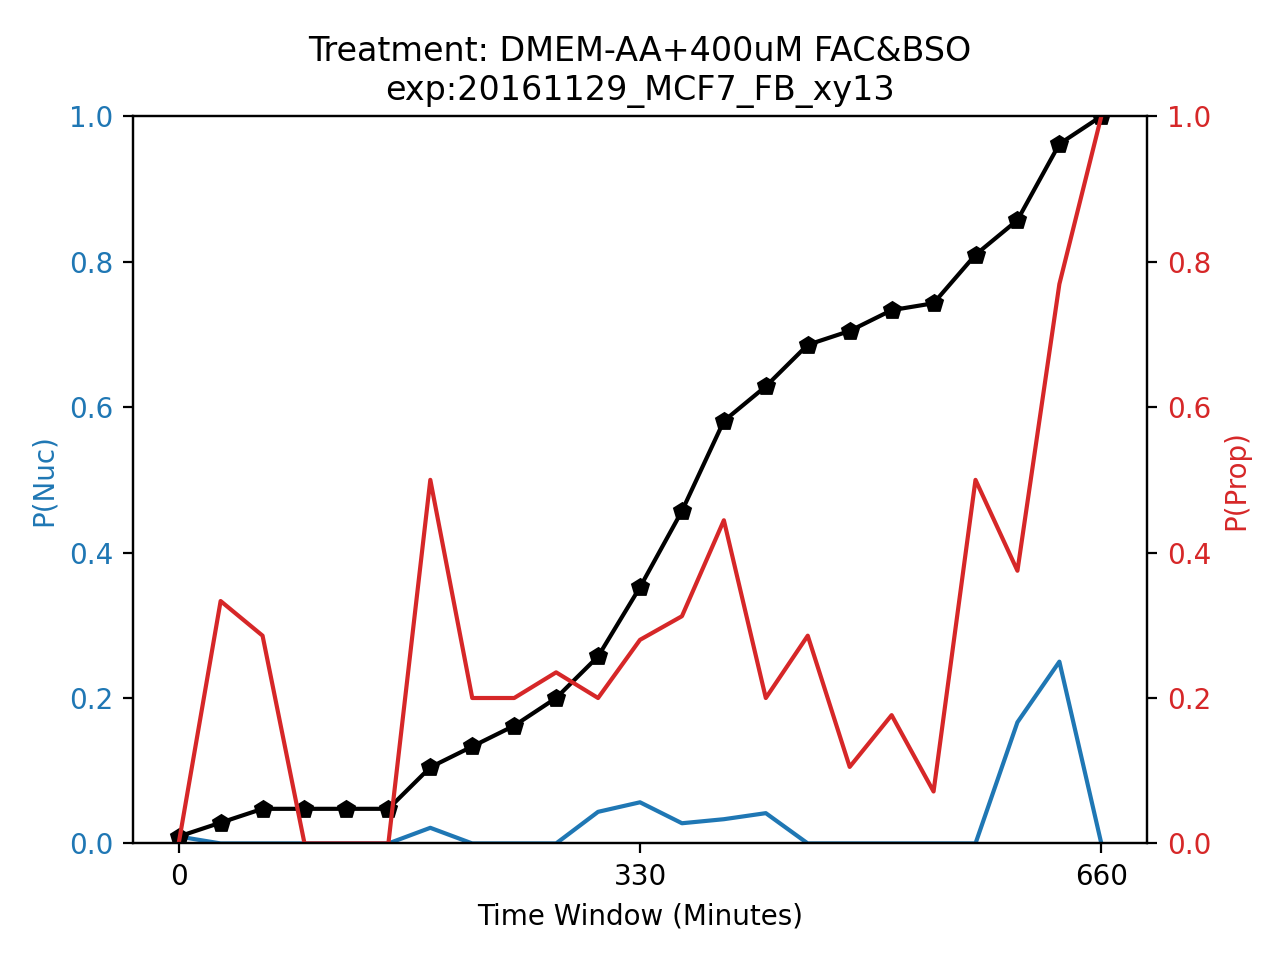 Treatment: DMEM-AA+400uM FAC&BSO
exp:20161129_MCF7_FB_xy13
1.0
0.8
0.6
0.4
0.2
0.0
P(Nuc)
1.0
0.8
0.6
0.4
0.2
0.0
P(Prop)
0 330 660
Time Window (Minutes)